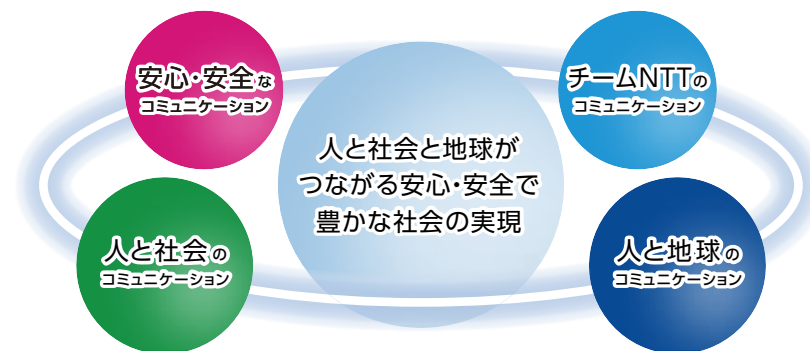 安心・安全な
コミュニケーション
チームNTTの
コミュニケーション
人と社会と地球が
つながる安心・安全で
豊かな社会の実現
人と社会の
コミュニケーション
人と地球の
コミュニケーション